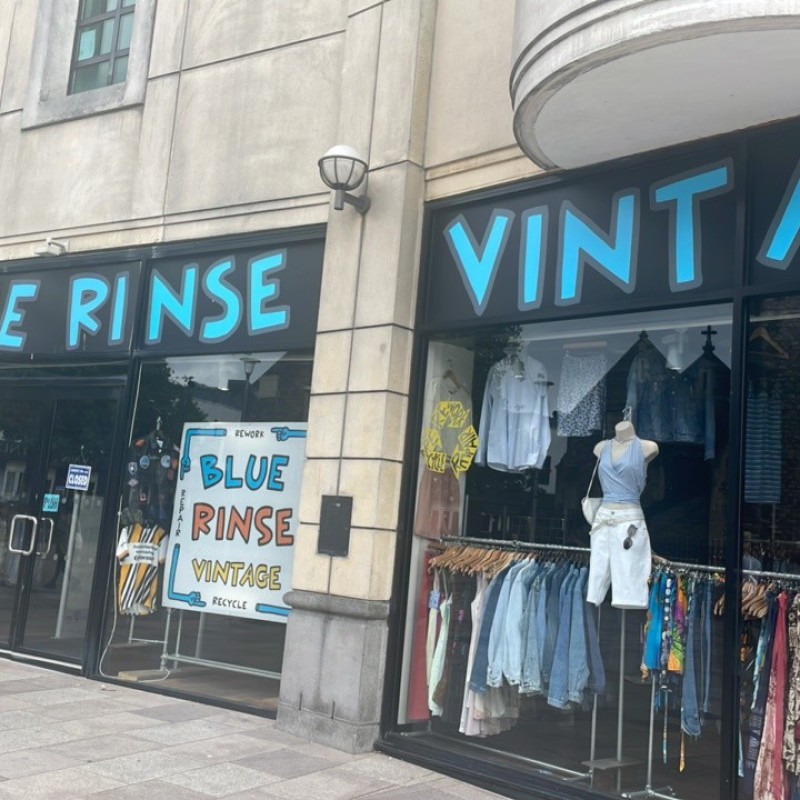 E RINSE VINTA
REWORK
BLUE
RINSE
VINTAGE
REPAIR
RECYCLE
CLOSED